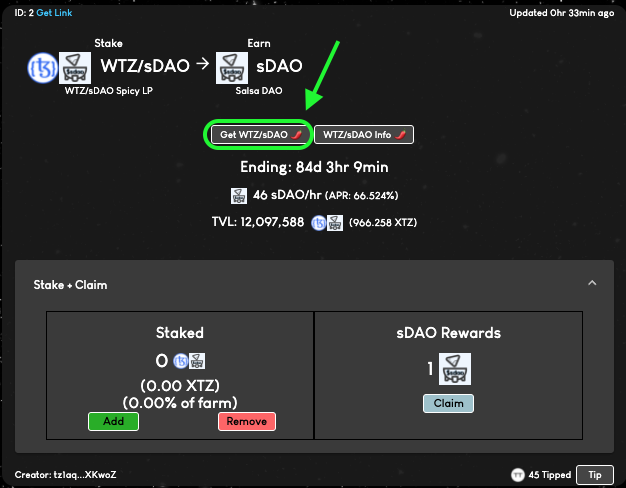 ID: 2 Get Link
Updated 0hr 33min ago
Stake
Earn
WTZ/sDAO → sDAO
WTZ/sDAO Spicy LP
Salsa DAO
Get WTZ/sDAO
WTZ/sDAO Info
Ending: 84d 3hr 9min
46 sDAO/hr (APR: 66.524%)
TVL: 12,097,588 (966.258 XTZ)
Stake + Claim
Staked
0
(0.00 XTZ)
(0.00% of farm)
Add
Remove
sDAO Rewards
1
Claim
Creator: tz1aq...XKwoZ
45 Tipped
Tip